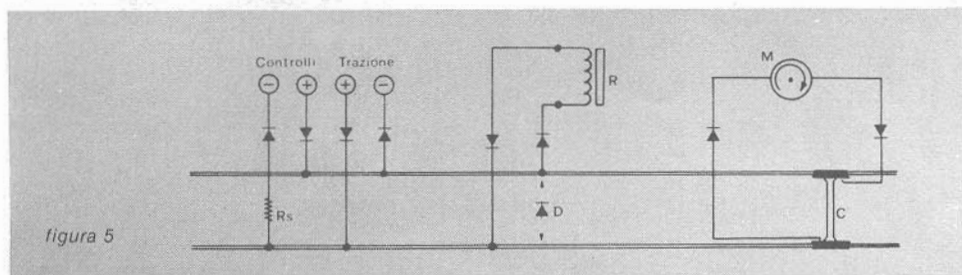 Controlli Trazione
− + + −
R
M
Rs
D
C
figura 5